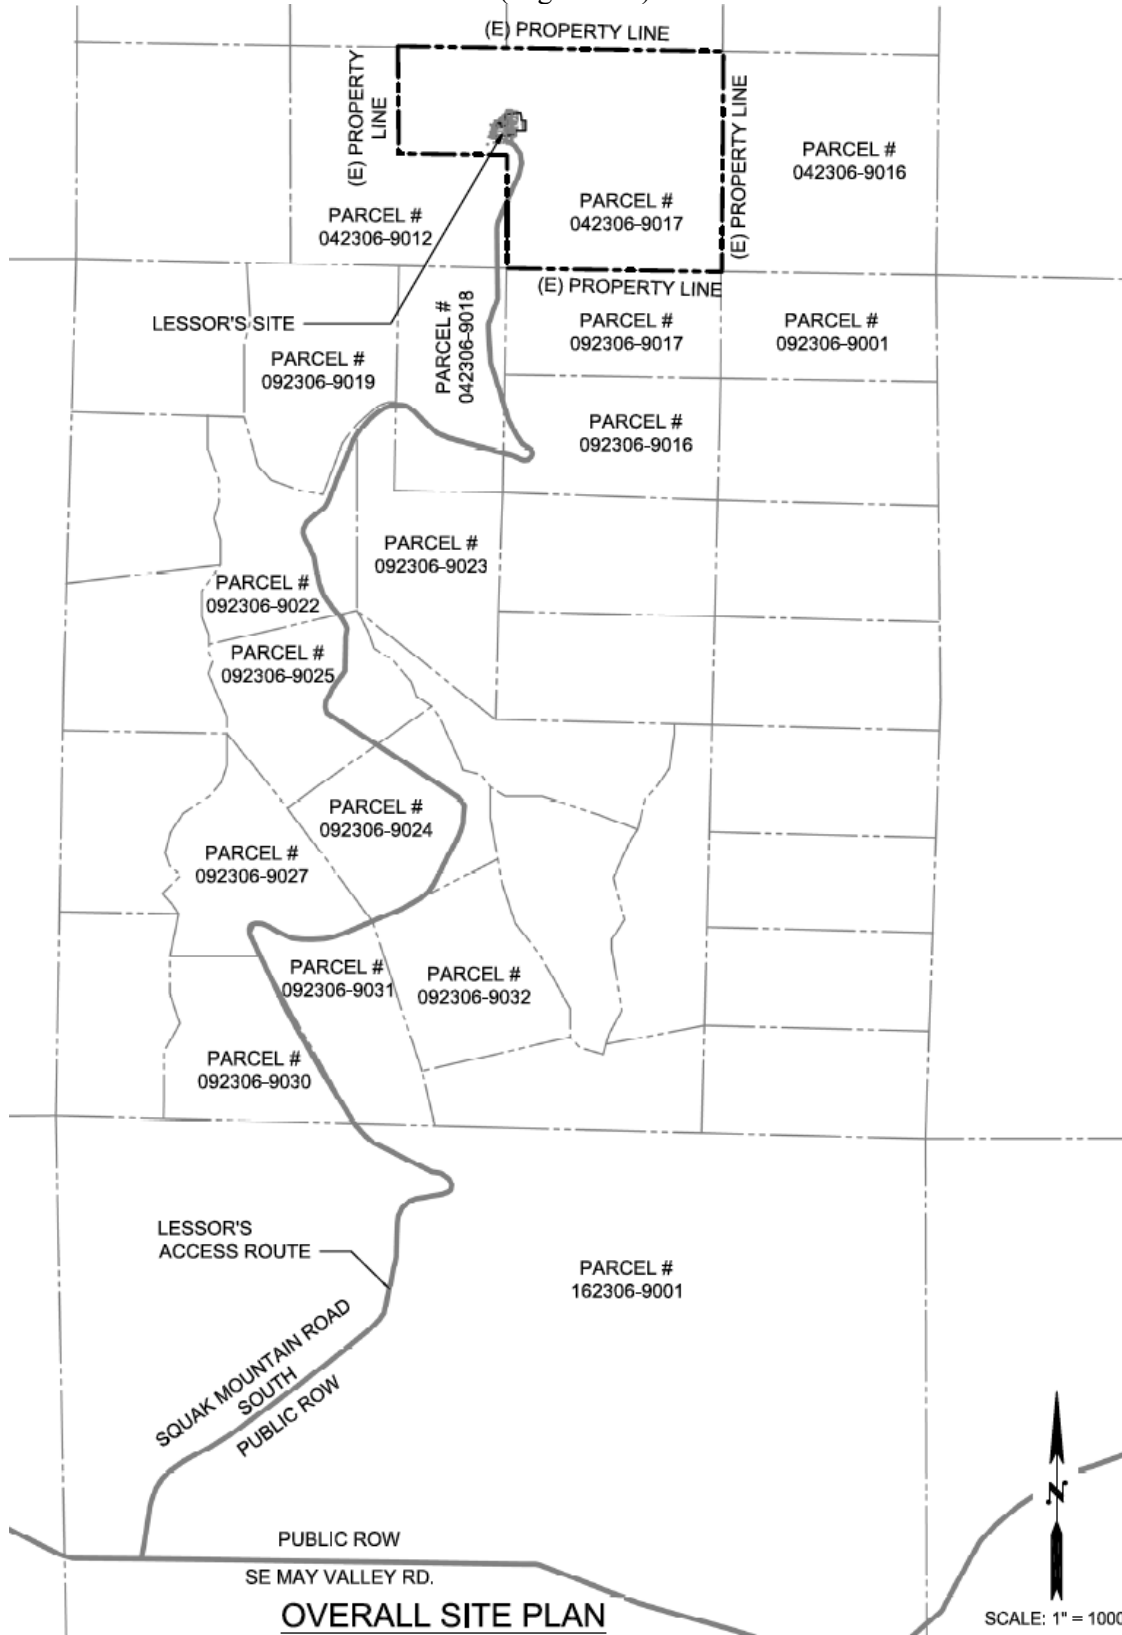 (E) PROPERTY LINE
(E) PROPERTY
LINE
(E) PROPERTY LINE
PARCEL #
042306-9016
PARCEL #
042306-9017
PARCEL #
042306-9012
(E) PROPERTY LINE
LESSOR'S SITE
PARCEL #
042306-9018
PARCEL #
092306-9017
PARCEL #
092306-9001
PARCEL #
092306-9019
PARCEL #
092306-9016
PARCEL #
092306-9023
PARCEL #
092306-9022
PARCEL #
092306-9025
PARCEL #
092306-9024
PARCEL #
092306-9027
PARCEL #
092306-9031
PARCEL #
092306-9032
PARCEL #
092306-9030
LESSOR'S
ACCESS ROUTE
PARCEL #
162306-9001
SQUAK MOUNTAIN ROAD
SOUTH
PUBLIC ROW
N
PUBLIC ROW
SE MAY VALLEY RD.
OVERALL SITE PLAN
SCALE: 1" = 1000